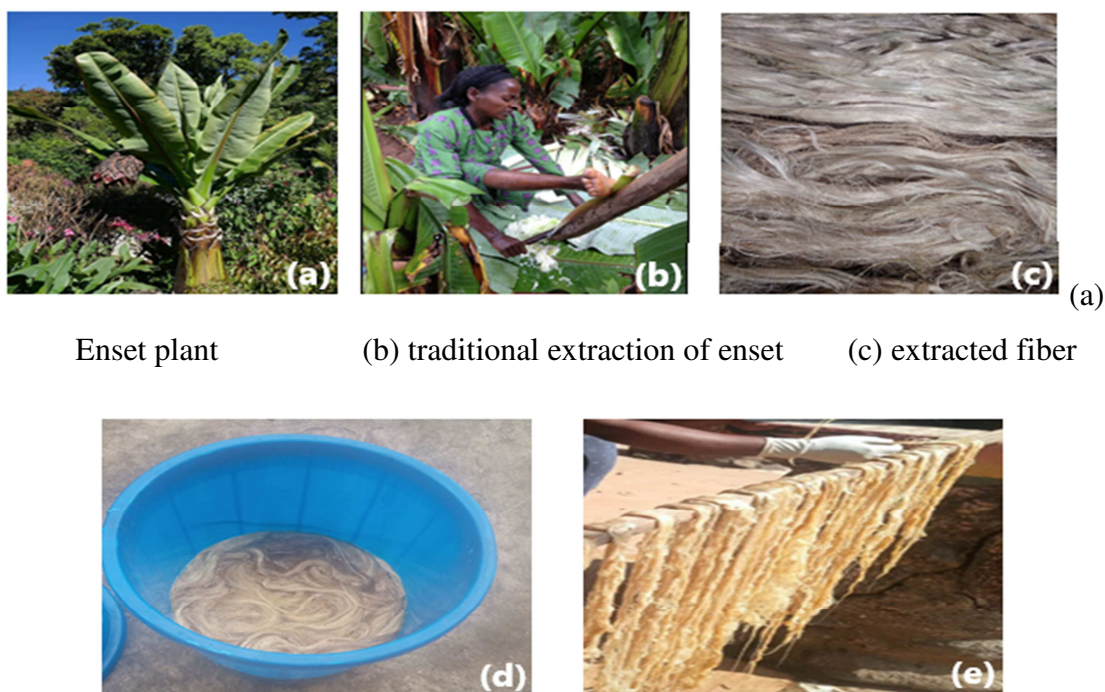 (a) (b) (c) (a)
Enset plant (b) traditional extraction of enset (c) extracted fiber
(d) (e)